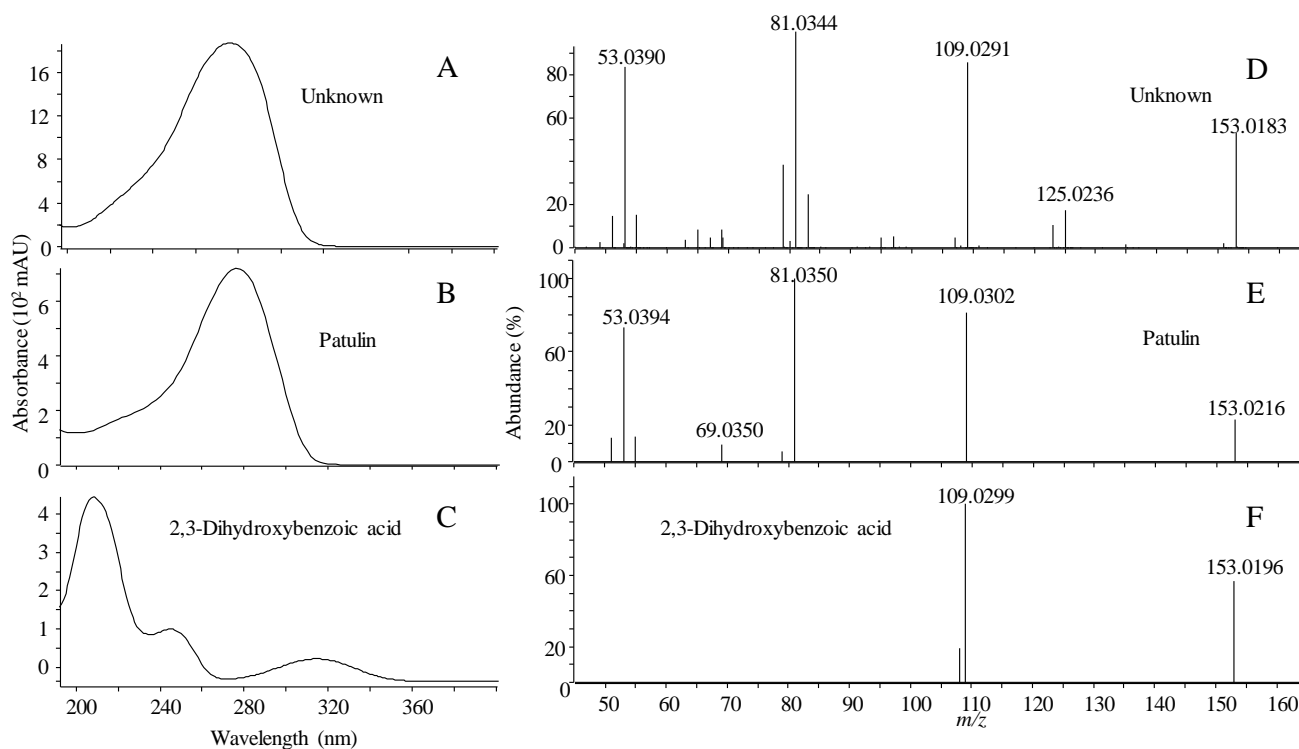 A
Unknown
16
12
8
4
0
B
Patulin
6
4
2
0
C
2,3-Dihydroxybenzoic acid
4
3
4
1
0
200 240 280 320 360
Wavelength (nm)
Absorbance (10² mAU)
D
Unknown
81.0344
109.0291
53.0390
153.0183
125.0236
80
60
20
0
E
Patulin
81.0350
109.0302
53.0394
69.0350
153.0216
100
60
40
20
0
F
2,3-Dihydroxybenzoic acid
109.0299
153.0196
100
60
20
0
50 60 70 80 90 100 110 120 130 140 150 160
m/z
Abundance (%)